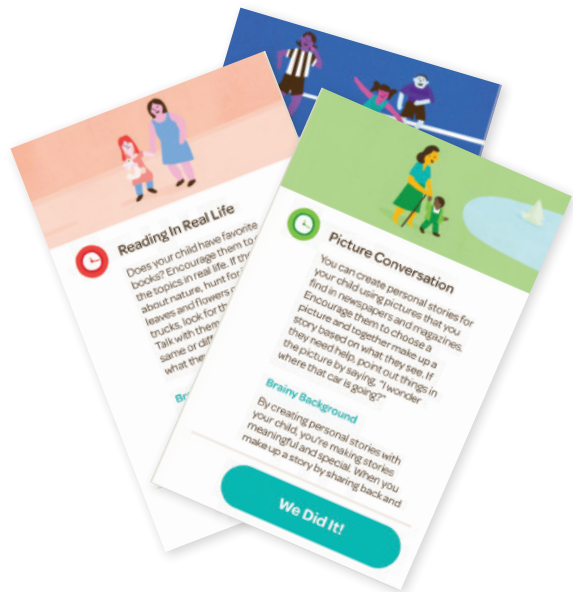 Reading In Real Life
Does your child have favorite
books? Encourage them to
the topics in real life. If the
about nature, hunt for
leaves and flowers
trucks, look for th
Talk with them
same or diff
what they
Br
Picture Conversation
You can create personal stories for
your child using pictures that you
find in newspapers and magazines.
Encourage them to choose a
picture and together make up a
story based on what they see. If
they need help, point out things in
the picture by saying, "I wonder
where that car is going?"
Brainy Background
By creating personal stories with
your child, you're making stories
meaningful and special. When you
make up a story by sharing back and
We Did It!